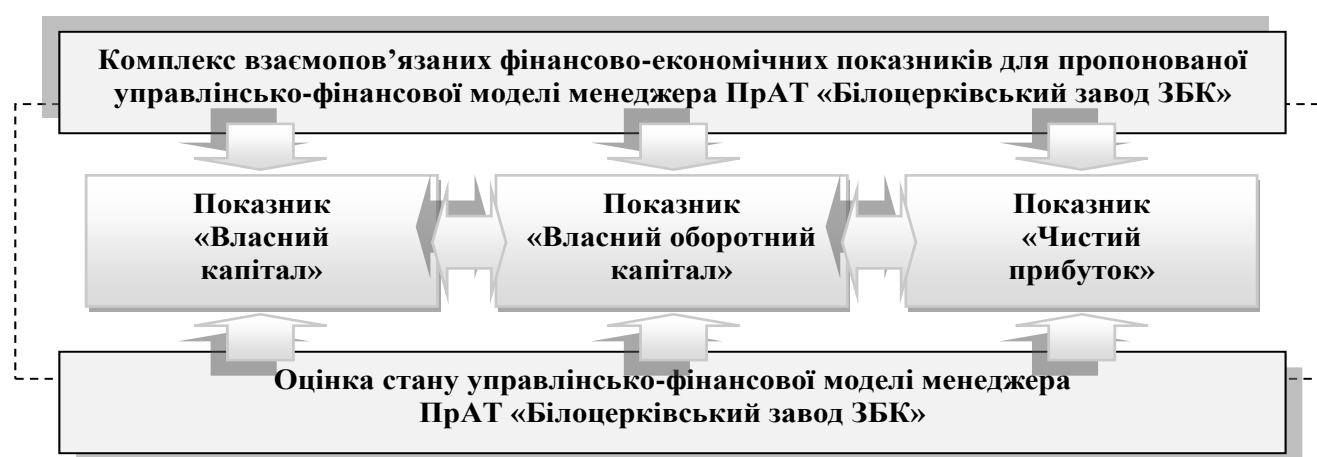 Комплекс взаємопов’язаних фінансово-економічних показників для пропонованої
управлінсько-фінансової моделі менеджера ПрАТ «Білоцерківський завод ЗБК»
Показник
«Власний
капітал»
Показник
«Власний оборотний
капітал»
Показник
«Чистий
прибуток»
Оцінка стану управлінсько-фінансової моделі менеджера
ПрАТ «Білоцерківський завод ЗБК»